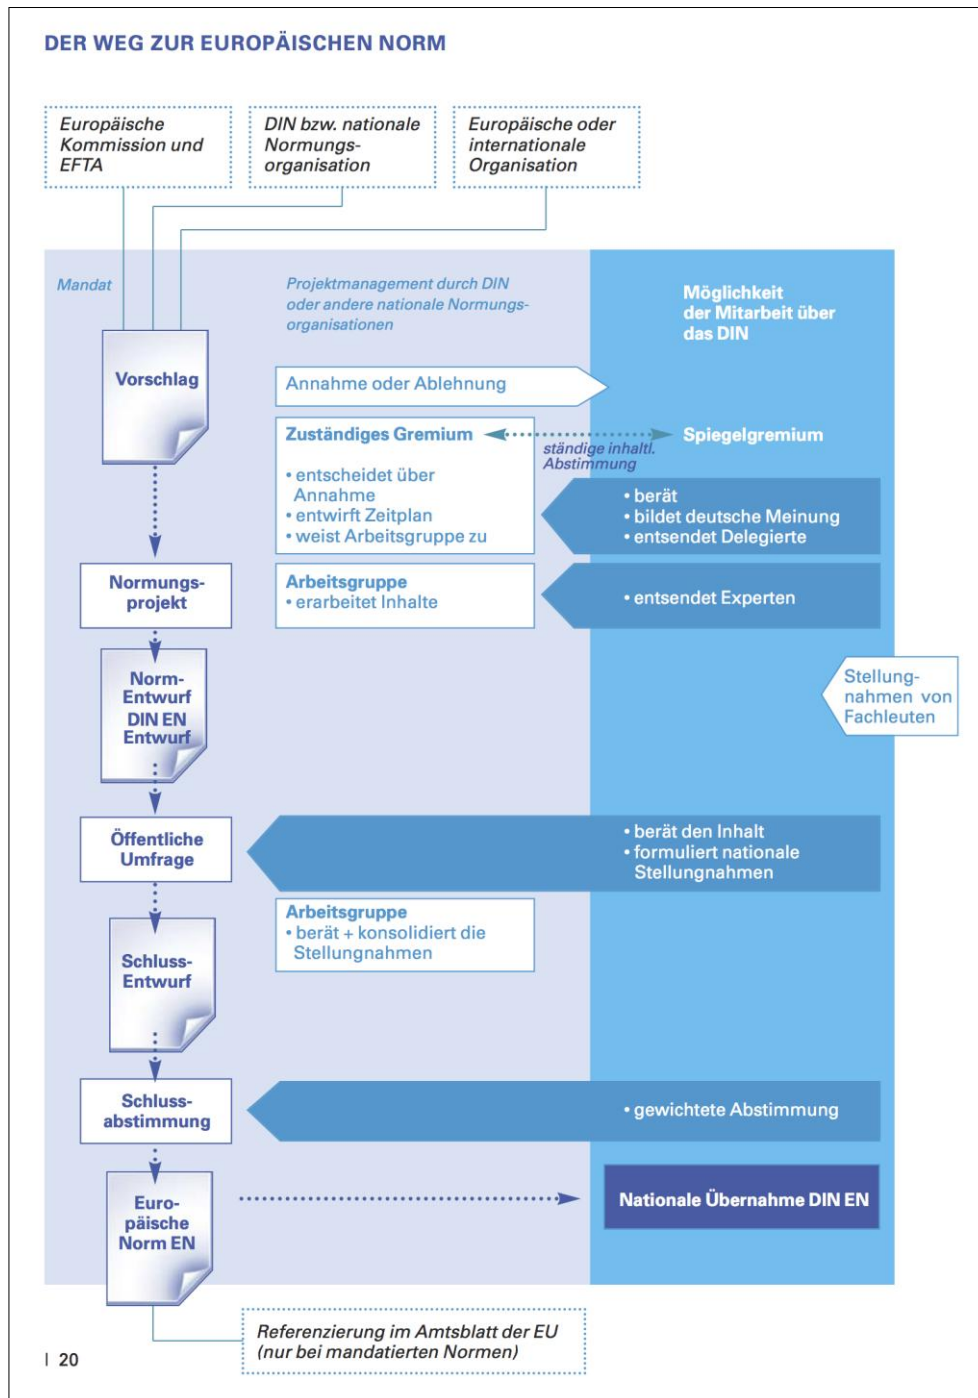 DER WEG ZUR EUROPÄISCHEN NORM
Europäische
Kommission und
EFTA
DIN bzw. nationale
Normungs-
organisation
Europäische oder
internationale
Organisation
Mandat
Projektmanagement durch DIN
oder andere nationale Normungs-
organisationen
Möglichkeit
der Mitarbeit über
das DIN
Vorschlag
Annahme oder Ablehnung
Zuständiges Gremium
ständige inhaltl.
Abstimmung
Spiegelgremium
• entscheidet über
Annahme
• entwirft Zeitplan
• weist Arbeitsgruppe zu
• berät
• bildet deutsche Meinung
• entsendet Delegierte
Normungs-
projekt
Arbeitsgruppe
• erarbeitet Inhalte
• entsendet Experten
Norm-
Entwurf
DIN EN
Entwurf
Stellung-
nahmen von
Fachleuten
Öffentliche
Umfrage
• berät den Inhalt
• formuliert nationale
Stellungnahmen
Arbeitsgruppe
• berät + konsolidiert die
Stellungnahmen
Schluss-
Entwurf
Schluss-
abstimmung
• gewichtete Abstimmung
Euro-
päische
Norm EN
Nationale Übernahme DIN EN
Referenzierung im Amtsblatt der EU
(nur bei mandatierten Normen)
| 20